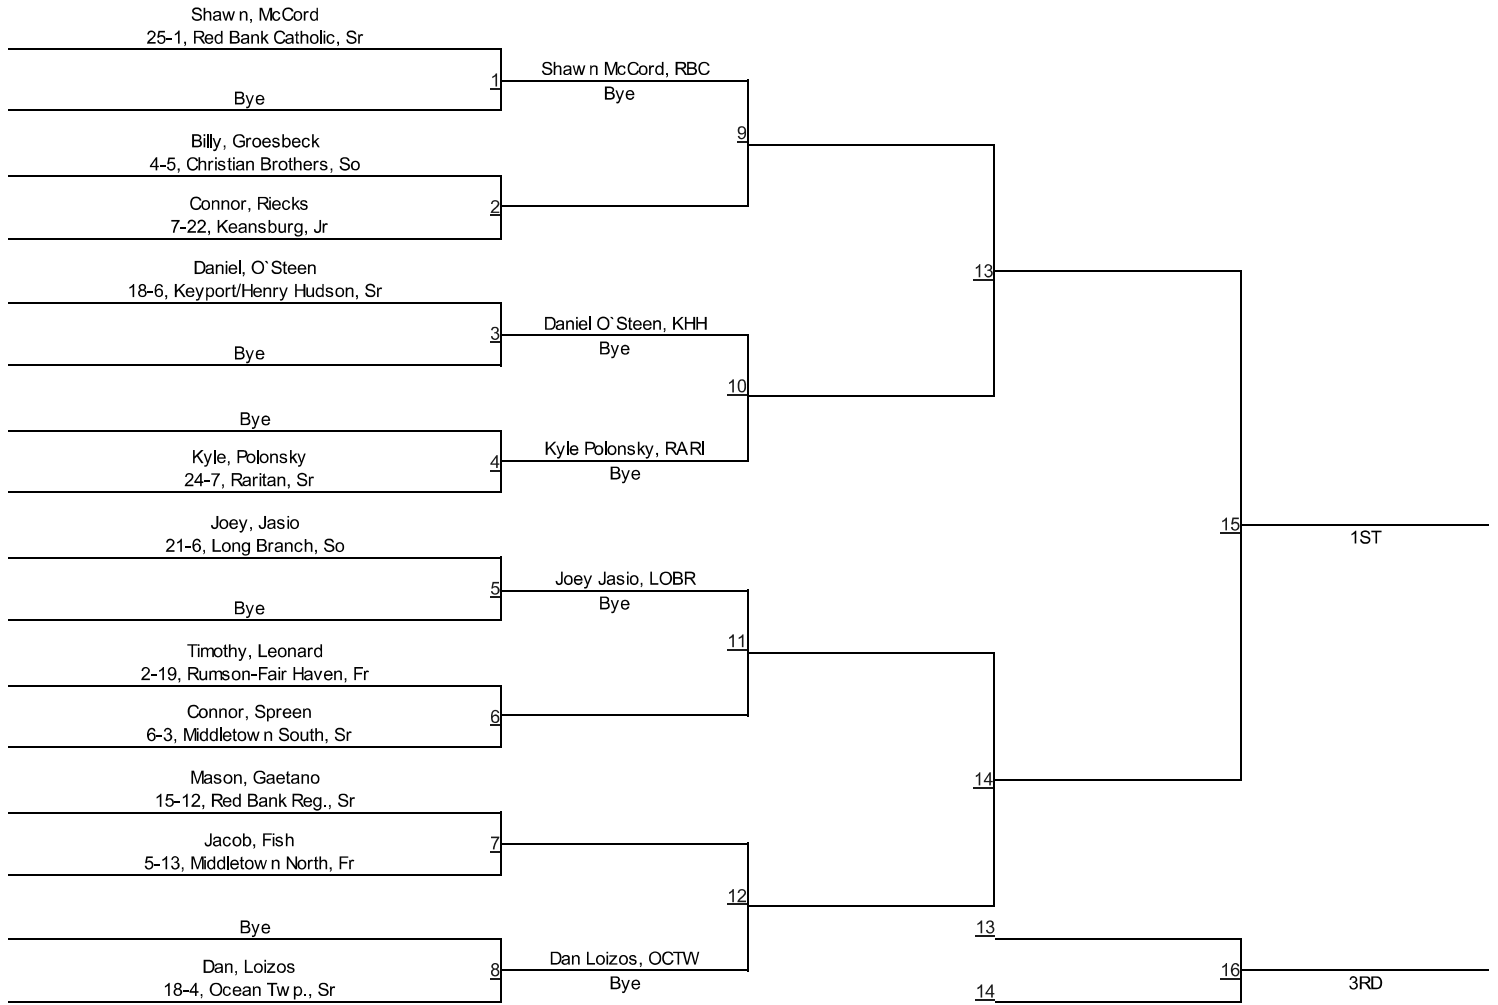 Shawn, McCord
25-1, Red Bank Catholic, Sr
1
Shawn McCord, RBC
Bye
Bye
9
Billy, Groesbeck
4-5, Christian Brothers, So
Connor, Riecks
2
7-22, Keansburg, Jr
Daniel, O`Steen
13
18-6, Keyport/Henry Hudson, Sr
3
Daniel O`Steen, KHH
Bye
Bye
10
Bye
Kyle, Polonsky
4
Kyle Polonsky, RARI
24-7, Raritan, Sr
Bye
Joey, Jasio
15
21-6, Long Branch, So
1ST
5
Joey Jasio, LOBR
Bye
Bye
11
Timothy, Leonard
2-19, Rumson-Fair Haven, Fr
Connor, Spreen
6
6-3, Middletown South, Sr
Mason, Gaetano
14
15-12, Red Bank Reg., Sr
Jacob, Fish
7
5-13, Middletown North, Fr
12
Bye
13
Dan, Loizos
8
Dan Loizos, OCTW
16
18-4, Ocean Twp., Sr
Bye
14
3RD